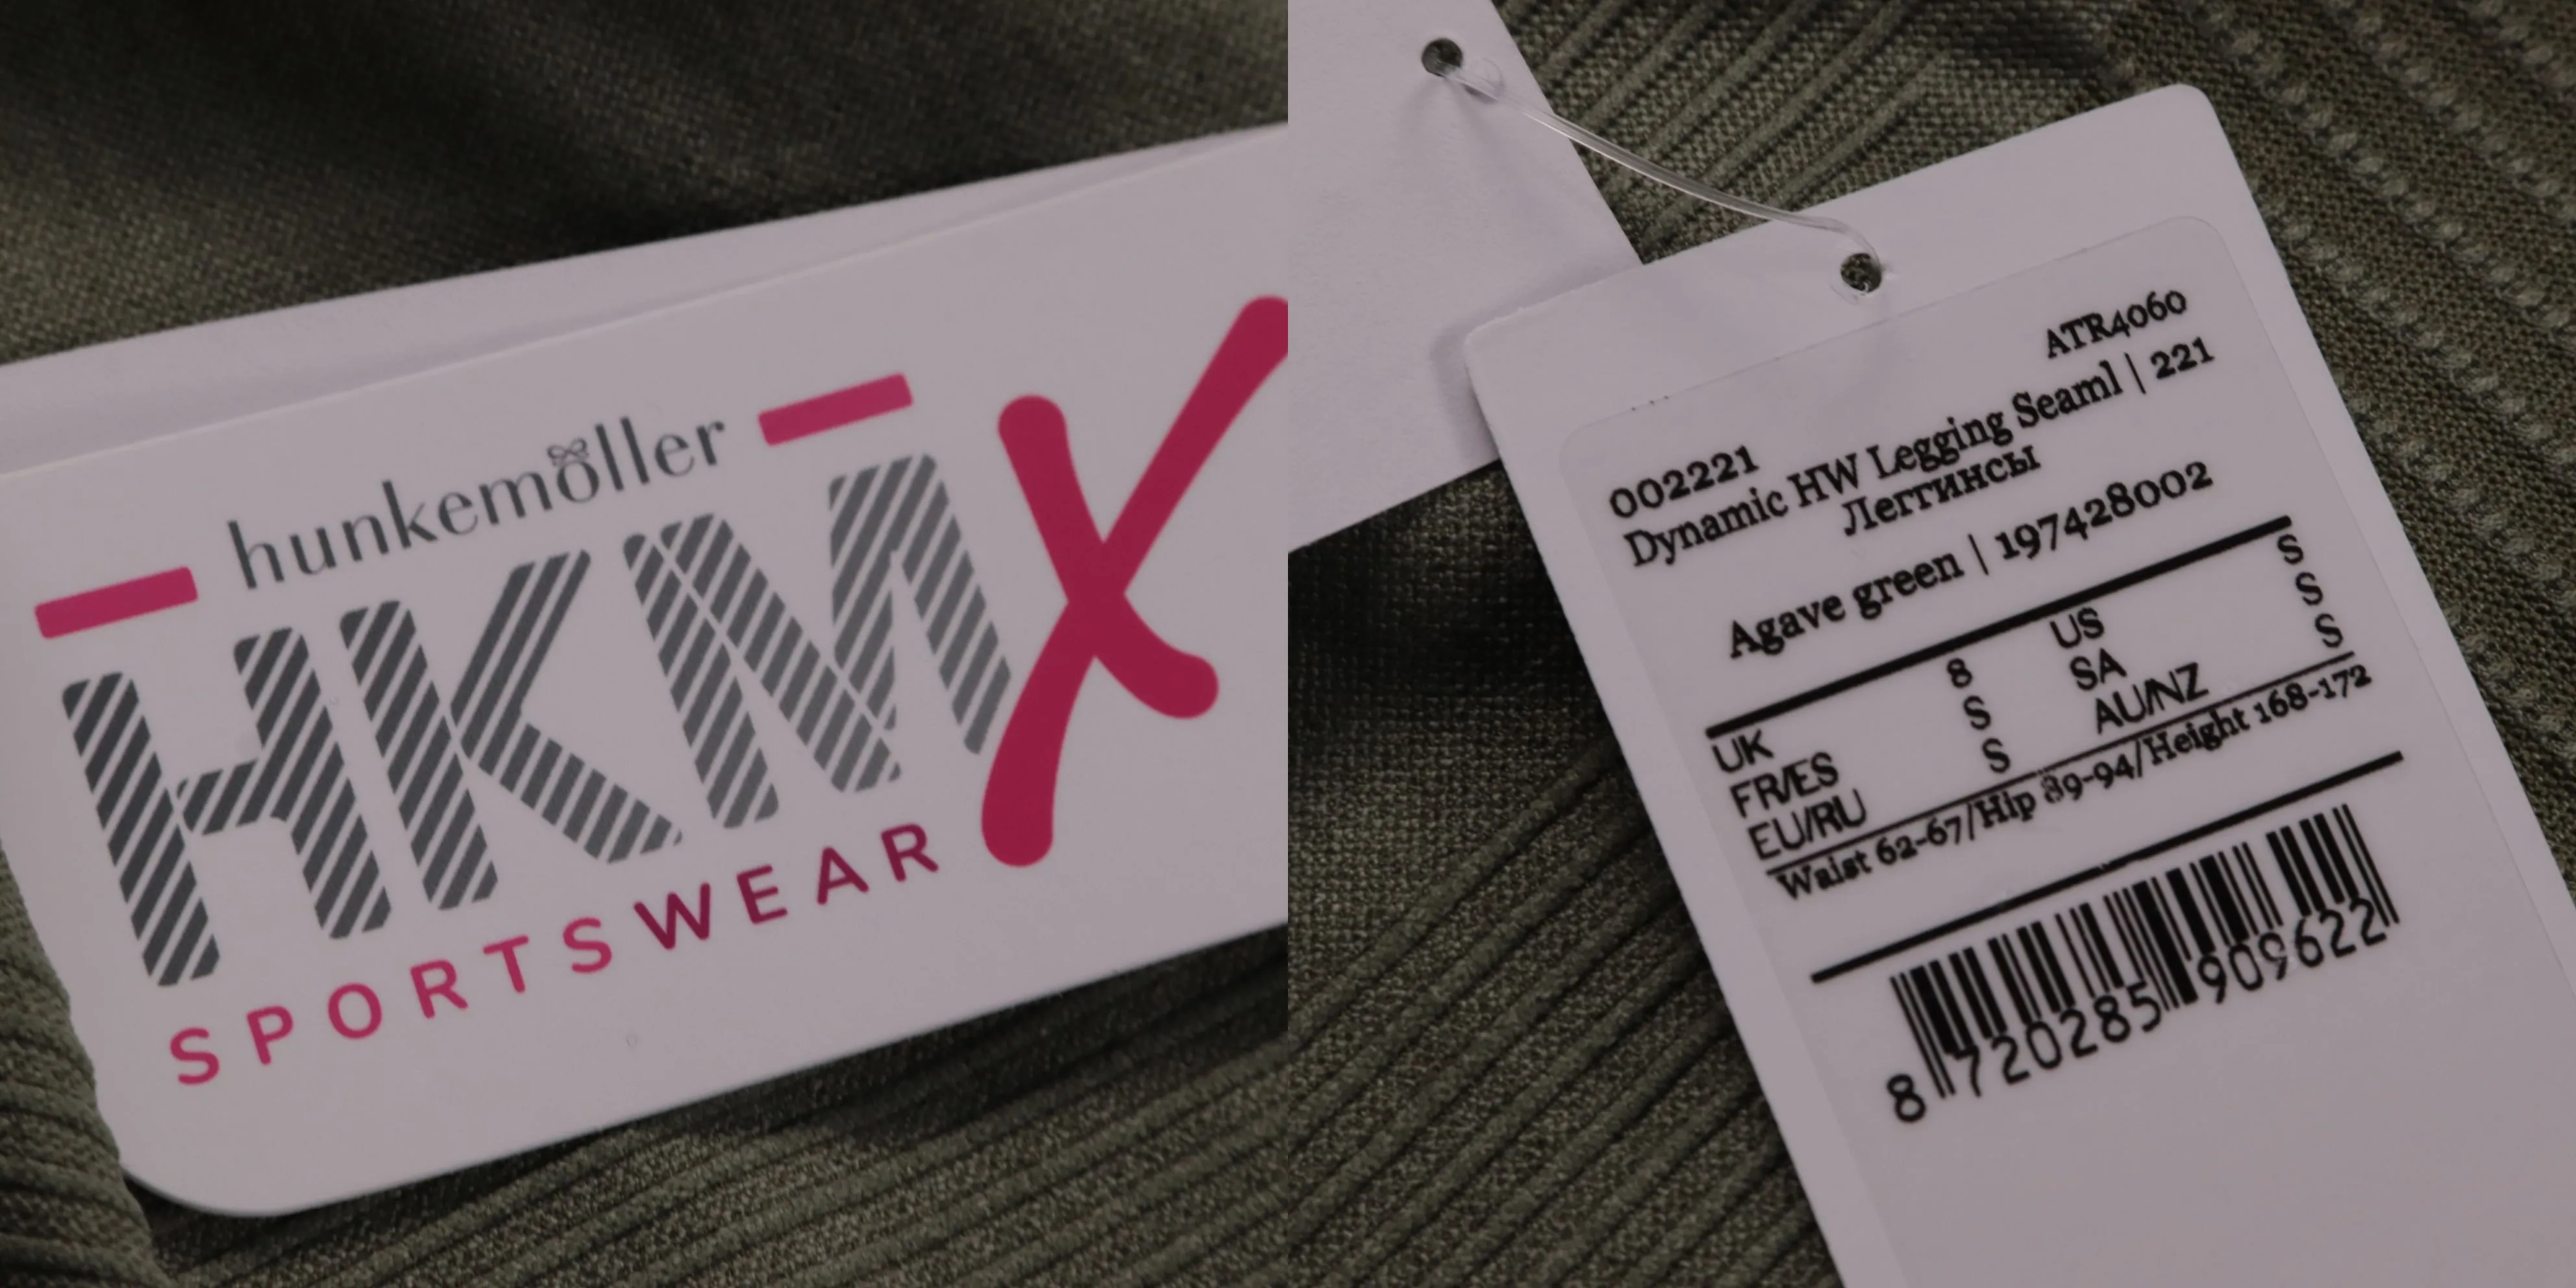 hunkemöller
HKMX
SPORTSWEAR
ATR4060
002221
Dynamic HW Legging Seaml | 221
Леггинсы
Agave green | 197428002
UK 8 US S
FR/ES S SA S
EU/RU S AU/NZ S
Waist 62-67/Hip 89-94/Height 168-172
8 720285 909622